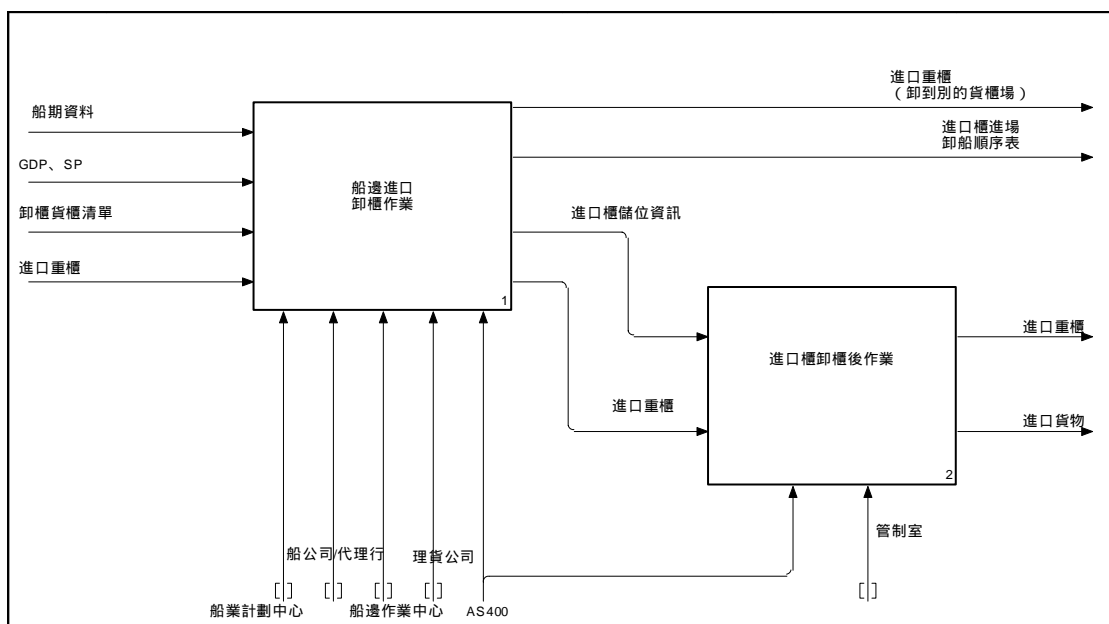 進口重櫃
（卸到別的貨櫃場）
船期資料
進口櫃進場
卸船順序表
GDP、SP
船邊進口
卸櫃作業
卸櫃貨櫃清單
進口櫃儲位資訊
進口重櫃
1
進口重櫃
進口櫃卸櫃後作業
進口重櫃
進口貨物
2
管制室
船公司/代理行
理貨公司
船業計劃中心
船邊作業中心
AS400